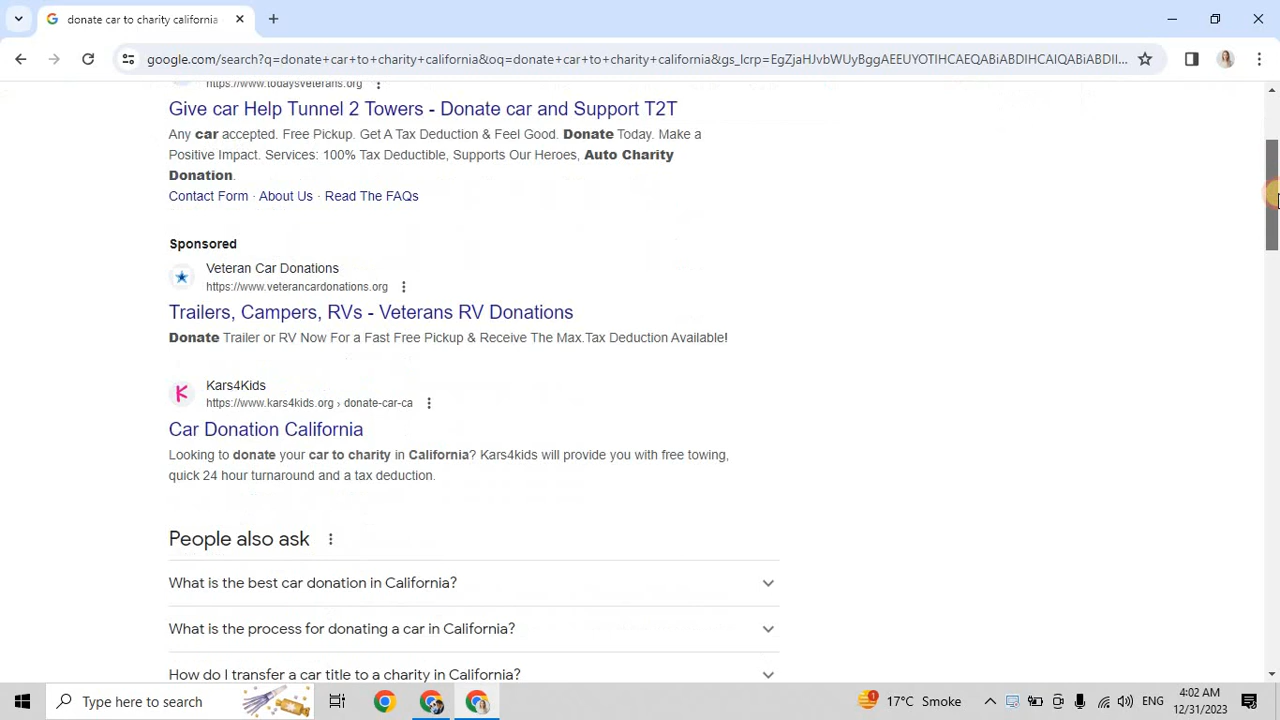 donate car to charity california
google.com/search?q=donate+car+to+charity+california&oq=donate+car+to+charity+california&gs_lcrp=EgZjaHJvbWUyBggAEEUYOTIHCAEQABiABDIHCAIQABiABDII...
https://www.todaysveterans.org
Give car Help Tunnel 2 Towers - Donate car and Support T2T
Any car accepted. Free Pickup. Get A Tax Deduction & Feel Good. Donate Today. Make a
Positive Impact. Services: 100% Tax Deductible, Supports Our Heroes, Auto Charity
Donation.
Contact Form · About Us · Read The FAQs
Sponsored
Veteran Car Donations
https://www.veterancardonations.org
Trailers, Campers, RVs - Veterans RV Donations
Donate Trailer or RV Now For a Fast Free Pickup & Receive The Max.Tax Deduction Available!
Kars4Kids
https://www.kars4kids.org › donate-car-ca
Car Donation California
Looking to donate your car to charity in California? Kars4kids will provide you with free towing,
quick 24 hour turnaround and a tax deduction.
People also ask
What is the best car donation in California?
What is the process for donating a car in California?
How do I transfer a car title to a charity in California?
Type here to search
1
17°C Smoke
ENG
4:02 AM
12/31/2023